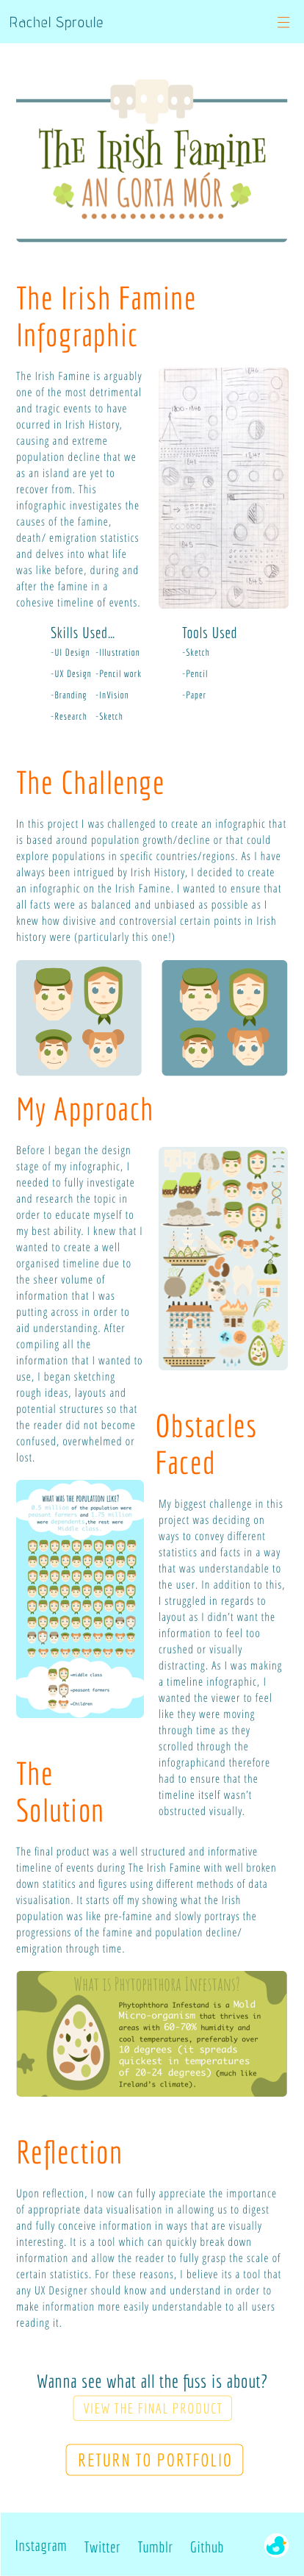 Rachel Sproule
The Irish Famine
An Gorta Mór
The Irish Famine
Infographic
The Irish Famine is arguably
one of the most detrimental
and tragic events to have
ocurred in Irish History,
causing and extreme
population decline that we
as an island are yet to
recover from. This
infographic investigates the
causes of the famine,
death/ emigration statistics
and delves into what life
was like before, during and
after the famine in a
cohesive timeline of events.
Skills Used...
-UI Design -Illustration
-UX Design -Pencil work
-Branding -InVision
-Research -Sketch
Tools Used
-Sketch
-Pencil
-Paper
The Challenge
In this project I was challenged to create an infographic that
is based around population growth/decline or that could
explore populations in specific countries/regions. As I have
always been intrigued by Irish History, I decided to create
an infographic on the Irish Famine. I wanted to ensure that
all facts were as balanced and unbiased as possible as I
knew how divisive and controversial certain points in Irish
history were (particularly this one!)
My Approach
Before I began the design
stage of my infographic, I
needed to fully investigate
and research the topic in
order to educate myself to
my best ability. I knew that I
wanted to create a well
organised timeline due to
the sheer volume of
information that I was
putting across in order to
aid understanding. After
compiling all the
information that I wanted to
use, I began sketching
rough ideas, layouts and
potential structures so that
the reader did not become
confused, overwhelmed or
lost.
Obstacles
Faced
My biggest challenge in this
project was deciding on
ways to convey different
statistics and facts in a way
that was understandable to
the user. In addition to this,
I struggled in regards to
layout as I didn't want the
information to feel too
crushed or visually
distracting. As I was making
a timeline infographic, I
wanted the viewer to feel
like they were moving
through time as they
scrolled through the
infographicand therefore
had to ensure that the
timeline itself wasn't
obstructed visually.
What was the population like?
8.5 million of the population were
peasant farmers and 1.75 million
were dependents,the rest were
Middle class.
=middle class
=peasant farmers
=Children
The
Solution
The final product was a well structured and informative
timeline of events during The Irish Famine with well broken
down statitics and figures using different methods of data
visualisation. It starts off my showing what the Irish
population was like pre-famine and slowly portrays the
progressions of the famine and population decline/
emigration through time.
What is Phytophthora Infestans?
Phytophthora Infestand is a Mold
Micro-organism that thrives in
areas with 60-70% humidity and
cool temperatures, preferably over
10 degrees (it spreads
quickest in temperatures
of 20-24 degrees) (much like
Ireland's climate).
Reflection
Upon reflection, I now can fully appreciate the importance
of appropriate data visualisation in allowing us to digest
and fully conceive information in ways that are visually
interesting. It is a tool which can quickly break down
information and allow the reader to fully grasp the scale of
certain statistics. For these reasons, I believe its a tool that
any UX Designer should know and understand in order to
make information more easily understandable to all users
reading it.
Wanna see what all the fuss is about?
VIEW THE FINAL PRODUCT
RETURN TO PORTFOLIO
Instagram Twitter Tumblr Github